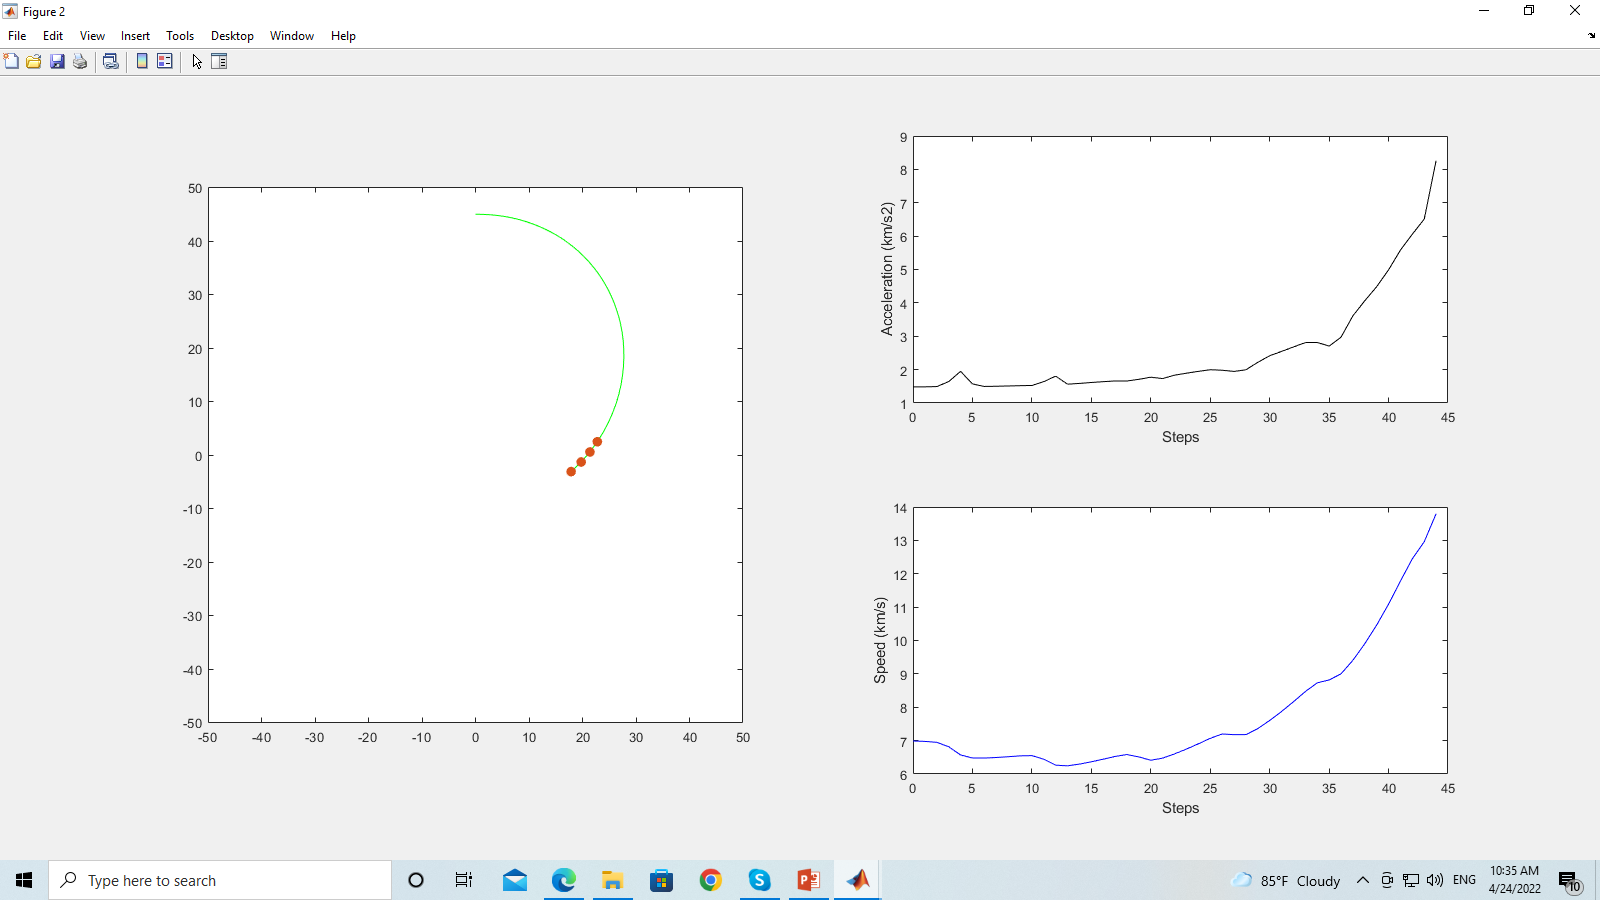 Figure 2
File Edit View Insert Tools Desktop Window Help
50
40
30
20
10
0
-10
-20
-30
-40
-50
-50 -40 -30 -20 -10 0 10 20 30 40 50
9
8
7
6
5
4
3
2
1
Acceleration (km/s2)
0 5 10 15 20 25 30 35 40 45
Steps
14
13
12
11
10
9
8
7
6
Speed (km/s)
0 5 10 15 20 25 30 35 40 45
Steps
Type here to search
85°F Cloudy
ENG
10:35 AM
4/24/2022
10